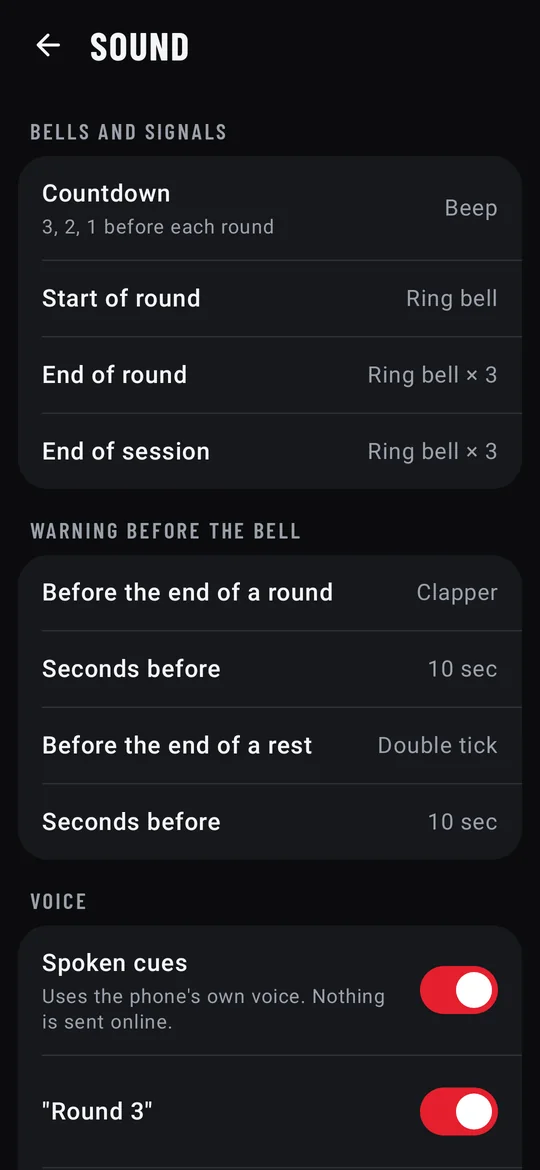 SOUND
BELLS AND SIGNALS
Countdown
3, 2, 1 before each round
Beep
Start of round
Ring bell
End of round
Ring bell × 3
End of session
Ring bell × 3
WARNING BEFORE THE BELL
Before the end of a round
Clapper
Seconds before
10 sec
Before the end of a rest
Double tick
Seconds before
10 sec
VOICE
Spoken cues
Uses the phone's own voice. Nothing
is sent online.
"Round 3"